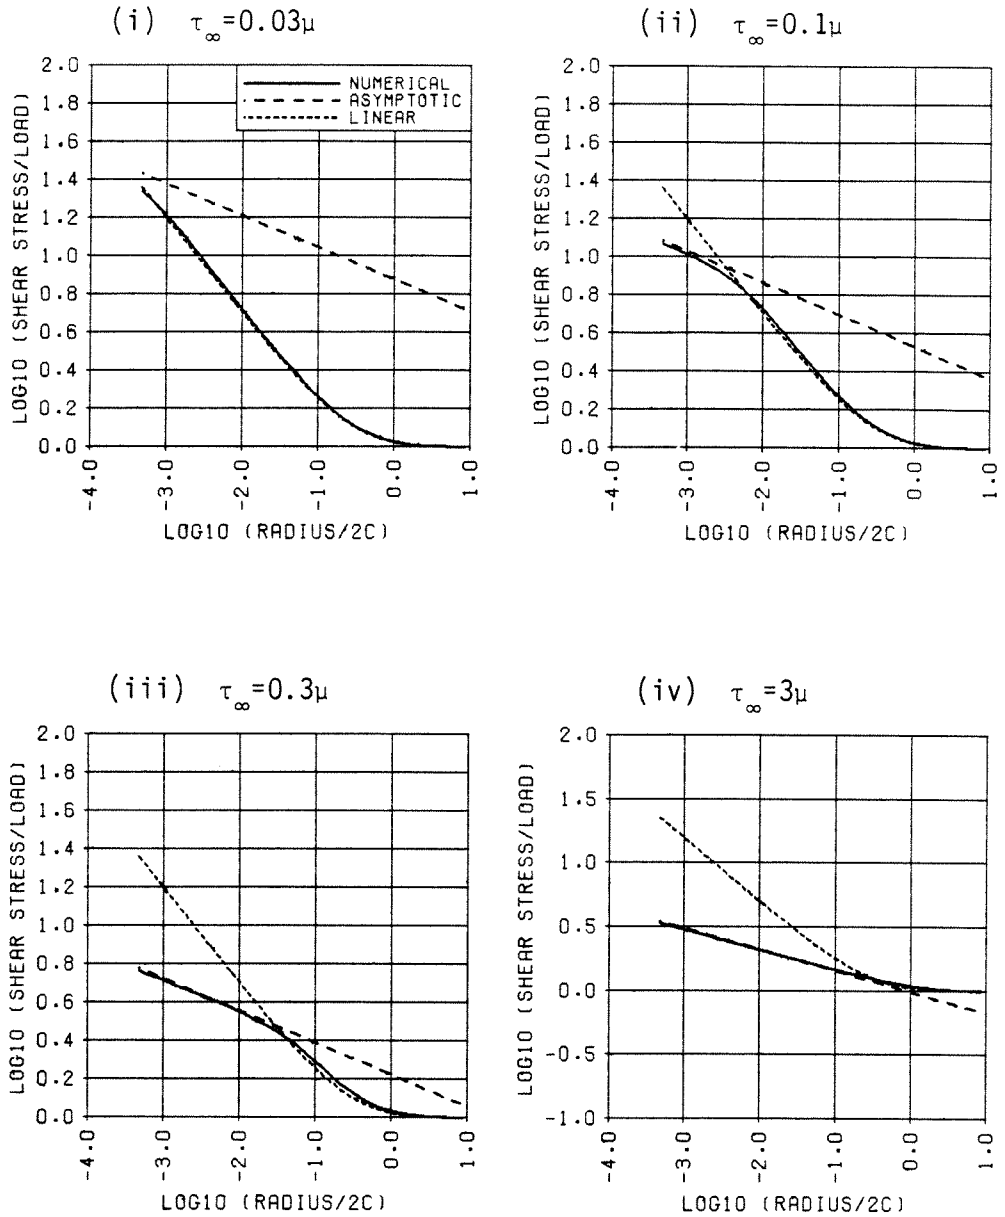 (i) τ∞=0.03μ
LOG10 (SHEAR STRESS/LOAD)
2.0
1.8
1.6
1.4
1.2
1.0
0.8
0.6
0.4
0.2
0.0
NUMERICAL
ASYMPTOTIC
LINEAR
-4.0 -3.0 -2.0 -1.0 0.0 1.0
LOG10 (RADIUS/2C)
(ii) τ∞=0.1μ
LOG10 (SHEAR STRESS/LOAD)
2.0
1.8
1.6
1.4
1.2
1.0
0.8
0.6
0.4
0.2
0.0
-4.0 -3.0 -2.0 -1.0 0.0 1.0
LOG10 (RADIUS/2C)
(iii) τ∞=0.3μ
LOG10 (SHEAR STRESS/LOAD)
2.0
1.8
1.6
1.4
1.2
1.0
0.8
0.6
0.4
0.2
0.0
-4.0 -3.0 -2.0 -1.0 0.0 1.0
LOG10 (RADIUS/2C)
(iv) τ∞=3μ
LOG10 (SHEAR STRESS/LOAD)
2.0
1.5
1.0
0.5
0.0
-0.5
-1.0
-4.0 -3.0 -2.0 -1.0 0.0 1.0
LOG10 (RADIUS/2C)